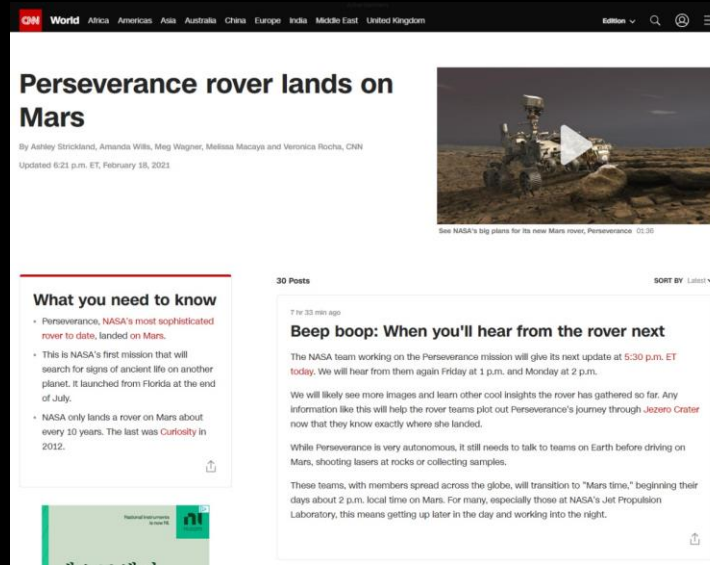 CNN World Africa Americas Asia Australia China Europe India Middle East United Kingdom Edition
Perseverance rover lands on
Mars
By Ashley Strickland, Amanda Wills, Meg Wagner, Melissa Macaya and Veronica Rocha, CNN
Updated 6:21 p.m. ET, February 18, 2021
See NASA's big plans for its new Mars rover, Perseverance 01:36
What you need to know
• Perseverance, NASA's most sophisticated
rover to date, landed on Mars.
• This is NASA's first mission that will
search for signs of ancient life on another
planet. It launched from Florida at the end
of July.
• NASA only lands a rover on Mars about
every 10 years. The last was Curiosity in
2012.
National Instruments
is now NI.
ni
30 Posts
SORT BY Latest
7 hr 33 min ago
Beep boop: When you'll hear from the rover next
The NASA team working on the Perseverance mission will give its next update at 5:30 p.m. ET
today. We will hear from them again Friday at 1 p.m. and Monday at 2 p.m.
We will likely see more images and learn other cool insights the rover has gathered so far. Any
information like this will help the rover teams plot out Perseverance's journey through Jezero Crater
now that they know exactly where she landed.
While Perseverance is very autonomous, it still needs to talk to teams on Earth before driving on
Mars, shooting lasers at rocks or collecting samples.
These teams, with members spread across the globe, will transition to "Mars time," beginning their
days about 2 p.m. local time on Mars. For many, especially those at NASA's Jet Propulsion
Laboratory, this means getting up later in the day and working into the night.